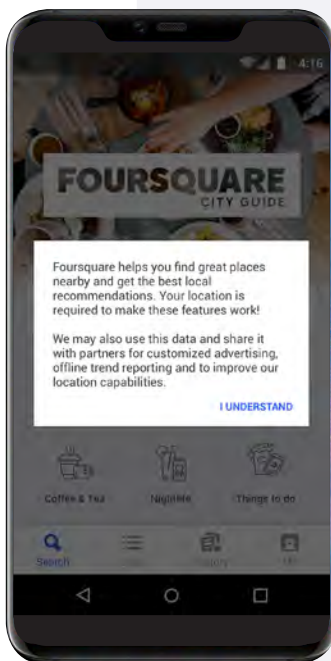 4:16
FOURSQUARE
CITY GUIDE
Foursquare helps you find great places
nearby and get the best local
recommendations. Your location is
required to make these features work!
We may also use this data and share it
with partners for customized advertising,
offline trend reporting and to improve our
location capabilities.
I UNDERSTAND
Coffee & Tea
Nightlife
Things to do
Search